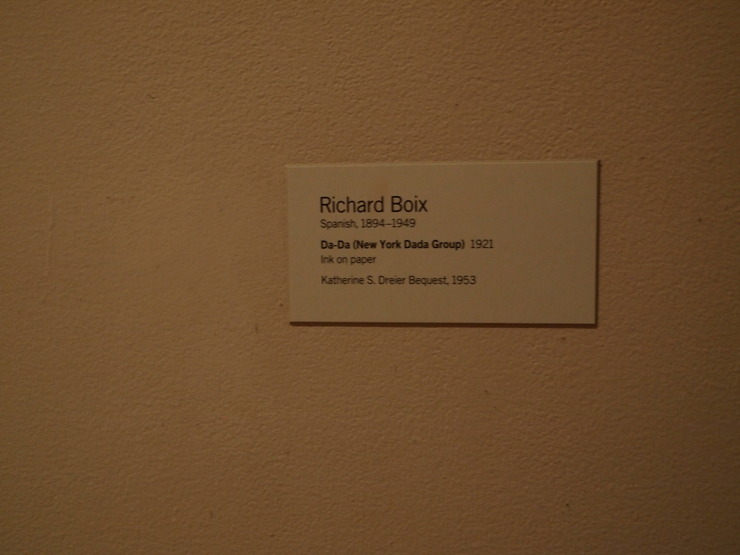 Richard Boix
Spanish, 1894–1949
Da-Da (New York Dada Group) 1921
Ink on paper
Katherine S. Dreier Bequest, 1953